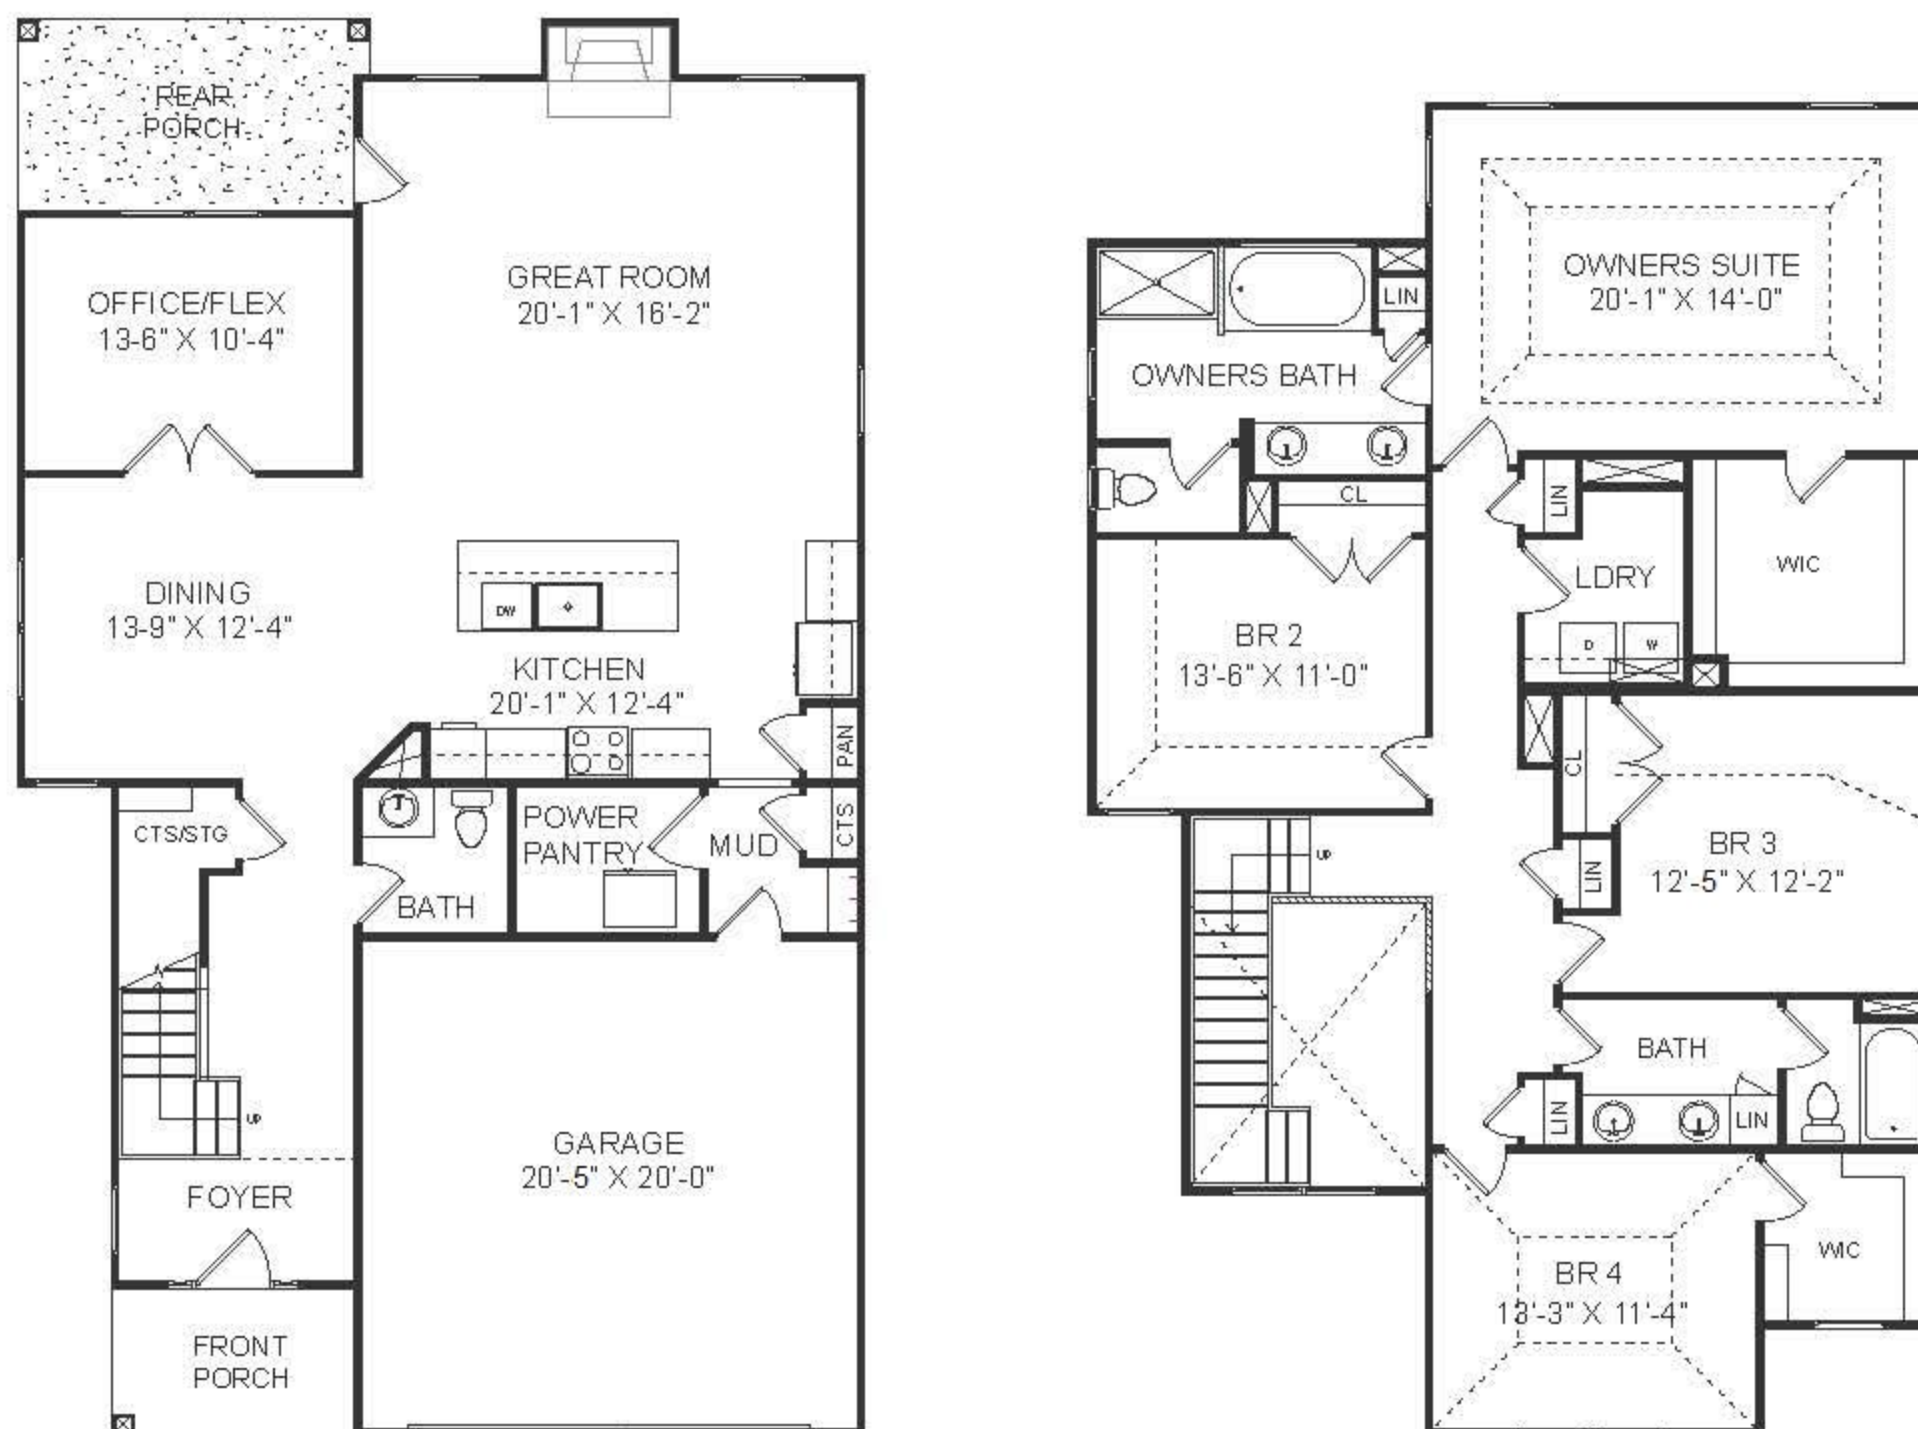 REAR
PORCH
OFFICE/FLEX
13-6" X 10'-4"
GREAT ROOM
20'-1" X 16'-2"
DINING
13-9" X 12'-4"
DW
KITCHEN
20'-1" X 12'-4"
PAN
CTS/STG
BATH
POWER
PANTRY
MUD
CTS
UP
FOYER
GARAGE
20'-5" X 20'-0"
FRONT
PORCH
OWNERS SUITE
20'-1" X 14'-0"
LIN
OWNERS BATH
CL
LIN
LDRY
D
W
WIC
BR 2
13'-6" X 11'-0"
UP
CL
LIN
BR 3
12'-5" X 12'-2"
BATH
LIN
LIN
BR 4
13'-3" X 11'-4"
WIC